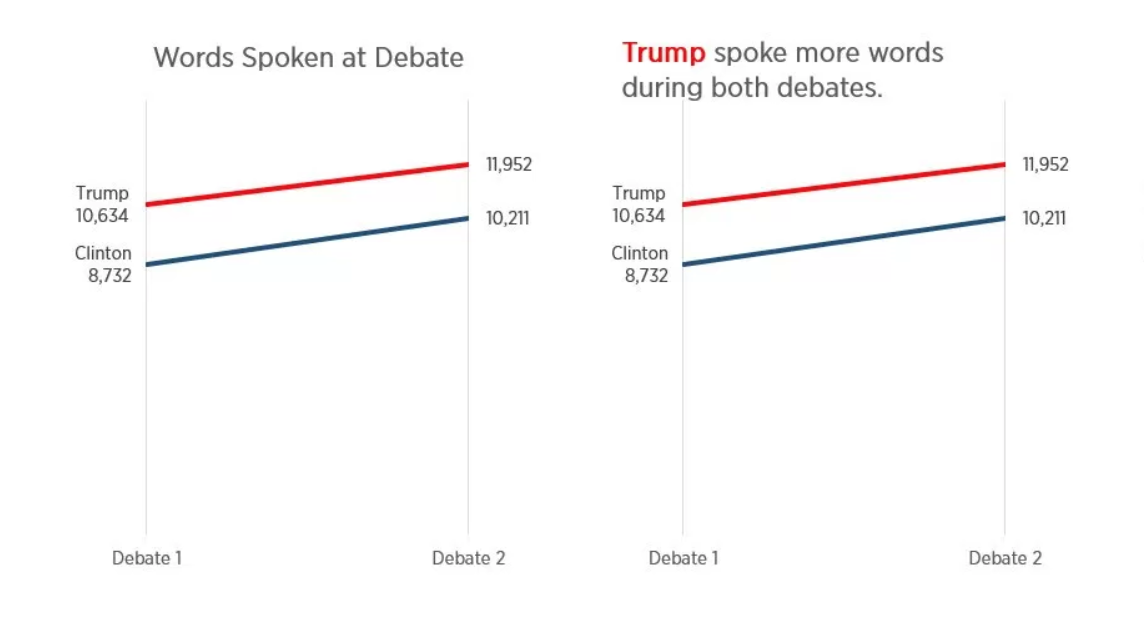 Words Spoken at Debate
Trump
10,634
Clinton
8,732
11,952
10,211
Debate 1
Debate 2
Trump spoke more words
during both debates.
Trump
10,634
Clinton
8,732
11,952
10,211
Debate 1
Debate 2